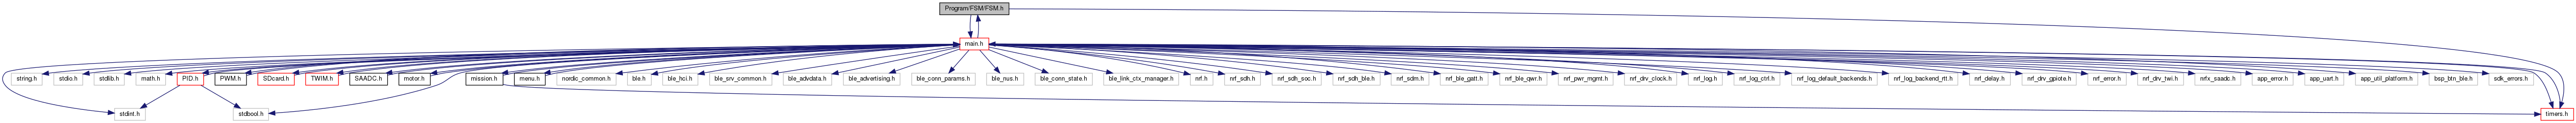 Program/FSM/FSM.h
main.h
string.h
stdio.h
stdlib.h
math.h
PID.h
PWM.h
SDcard.h
TWIM.h
SAADC.h
motor.h
mission.h
menu.h
nordic_common.h
ble.h
ble_hci.h
ble_srv_common.h
ble_advdata.h
ble_advertising.h
ble_conn_params.h
ble_nus.h
ble_conn_state.h
ble_link_ctx_manager.h
nrf.h
nrf_sdh.h
nrf_sdh_soc.h
nrf_sdh_ble.h
nrf_sdm.h
nrf_ble_gatt.h
nrf_ble_qwr.h
nrf_pwr_mgmt.h
nrf_drv_clock.h
nrf_log.h
nrf_log_ctrl.h
nrf_log_default_backends.h
nrf_log_backend_rtt.h
nrf_delay.h
nrf_drv_gpiote.h
nrf_error.h
nrf_drv_twi.h
nrfx_saadc.h
app_error.h
app_uart.h
app_util_platform.h
bsp_btn_ble.h
sdk_errors.h
stdint.h
stdbool.h
timers.h